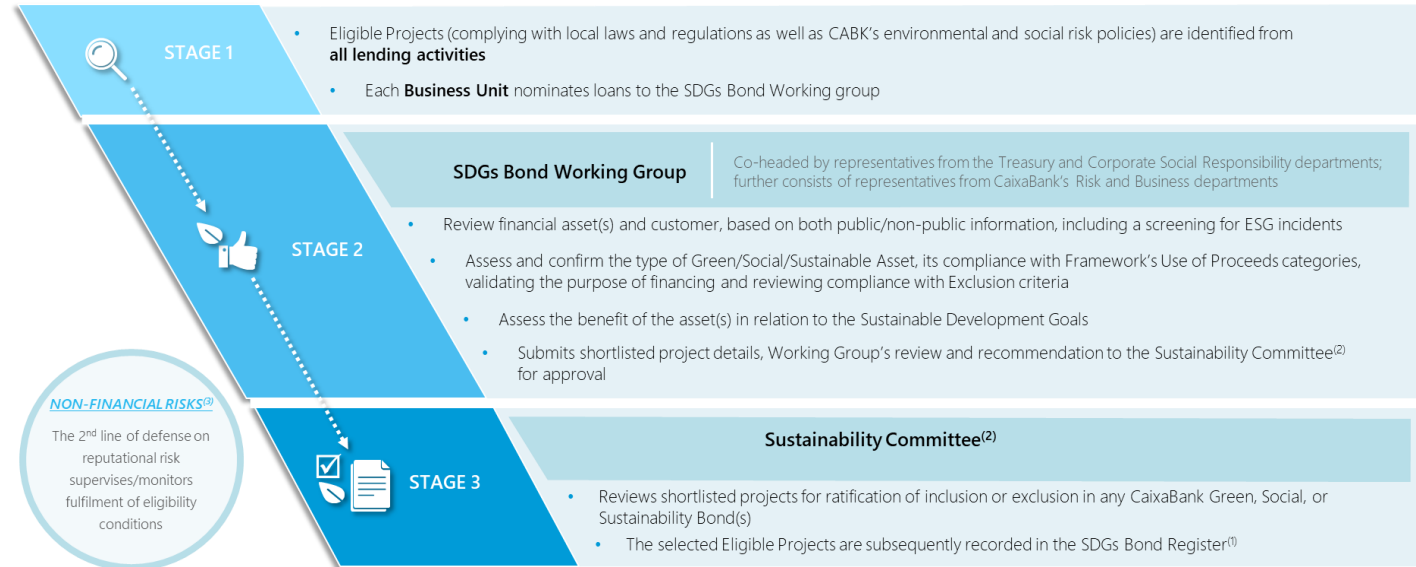 STAGE 1
• Eligible Projects (complying with local laws and regulations as well as CABK's environmental and social risk policies) are identified from
all lending activities
• Each Business Unit nominates loans to the SDGs Bond Working group
STAGE 2
SDGs Bond Working Group
Co-headed by representatives from the Treasury and Corporate Social Responsibility departments;
further consists of representatives from CaixaBank's Risk and Business departments
• Review financial asset(s) and customer, based on both public/non-public information, including a screening for ESG incidents
• Assess and confirm the type of Green/Social/Sustainable Asset, its compliance with Framework's Use of Proceeds categories,
validating the purpose of financing and reviewing compliance with Exclusion criteria
• Assess the benefit of the asset(s) in relation to the Sustainable Development Goals
• Submits shortlisted project details, Working Group's review and recommendation to the Sustainability Committee(2)
for approval
NON-FINANCIAL RISKS(3)
The 2nd line of defense on
reputational risk
supervises/monitors
fulfilment of eligibility
conditions
STAGE 3
Sustainability Committee(2)
• Reviews shortlisted projects for ratification of inclusion or exclusion in any CaixaBank Green, Social, or
Sustainability Bond(s)
• The selected Eligible Projects are subsequently recorded in the SDGs Bond Register(1)